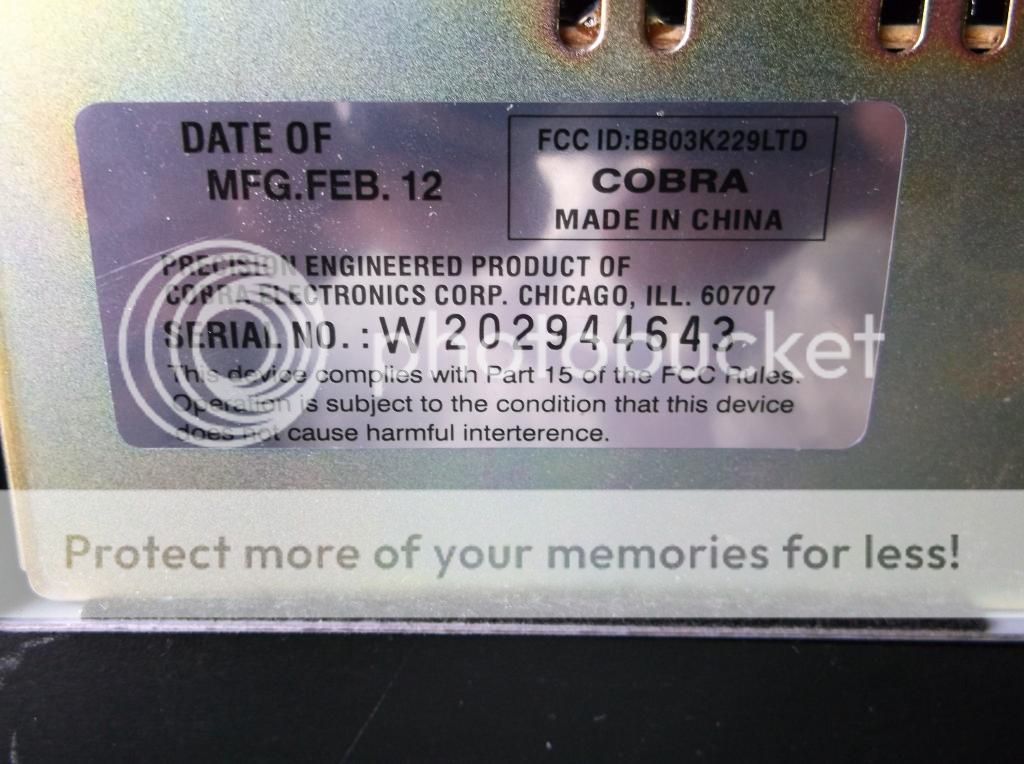 DATE OF
MFG.FEB. 12
FCC ID:BB03K229LTD
COBRA
MADE IN CHINA
PRECISION ENGINEERED PRODUCT OF
COBRA ELECTRONICS CORP. CHICAGO, ILL. 60707
SERIAL NO. : W202944643
This device complies with Part 15 of the FCC Rules.
Operation is subject to the condition that this device
does not cause harmful interterence.
photobucket
Protect more of your memories for less!